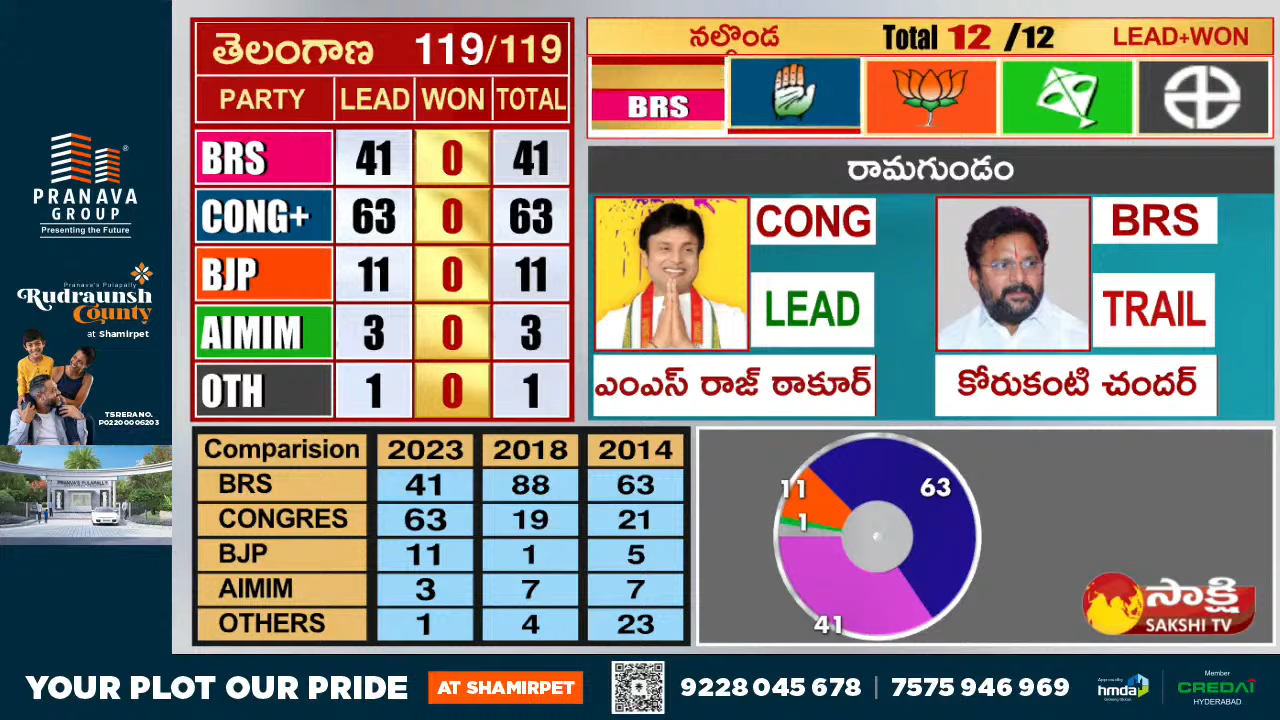 PRANAVA
GROUP
Presenting the Future
Pranava's Pulapally
Rudraunsh
County
at Shamirpet
TSRERA NO.
P02200006203
తెలంగాణ 119/119
PARTY LEAD WON TOTAL
BRS 41 0 41
CONG+ 63 0 63
BJP 11 0 11
AIMIM 3 0 3
OTH 1 0 1
నల్గొండ Total 12 /12 LEAD+WON
BRS
రామగుండం
CONG BRS
LEAD TRAIL
ఎంఎస్ రాజ్ ఠాకూర్ కోరుకంటి చందర్
Comparision 2023 2018 2014
BRS 41 88 63
CONGRES 63 19 21
BJP 11 1 5
AIMIM 3 7 7
OTHERS 1 4 23
63
11
1
41
సాక్షి
SAKSHI TV
YOUR PLOT OUR PRIDE AT SHAMIRPET 9228 045 678 | 7575 946 969
Approved by
hmda
Member
CREDAI
HYDERABAD